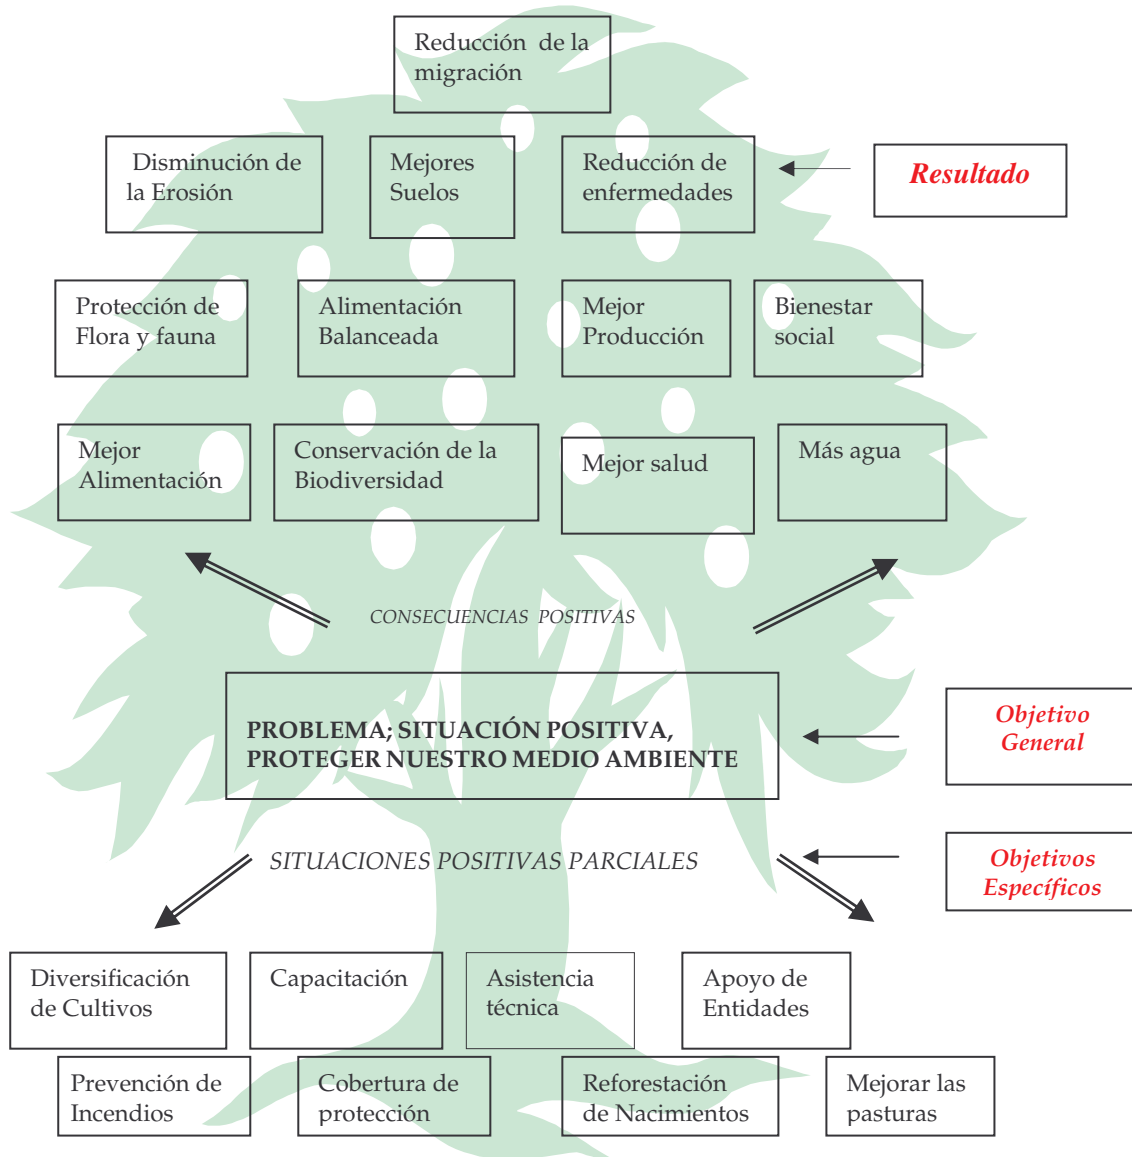 Reducción de la
migración
Disminución de
la Erosión
Mejores
Suelos
Reducción de
enfermedades
Resultado
Protección de
Flora y fauna
Alimentación
Balanceada
Mejor
Producción
Bienestar
social
Mejor
Alimentación
Conservación de la
Biodiversidad
Mejor salud
Más agua
CONSECUENCIAS POSITIVAS
PROBLEMA; SITUACIÓN POSITIVA,
PROTEGER NUESTRO MEDIO AMBIENTE
Objetivo
General
SITUACIONES POSITIVAS PARCIALES
Objetivos
Específicos
Diversificación
de Cultivos
Capacitación
Asistencia
técnica
Apoyo de
Entidades
Prevención de
Incendios
Cobertura de
protección
Reforestación
de Nacimientos
Mejorar las
pasturas